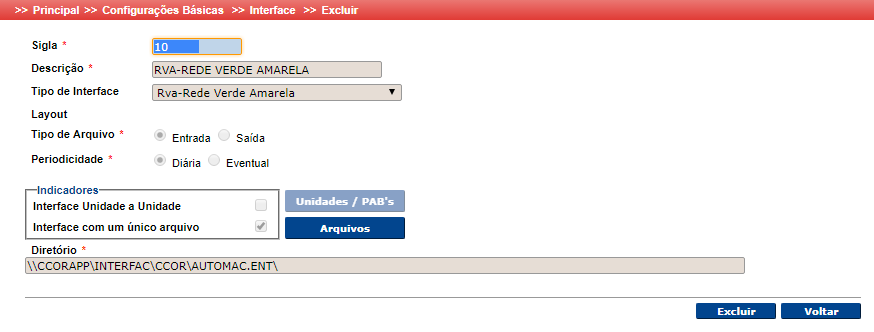 >> Principal >> Configurações Básicas >> Interface >> Excluir
Sigla *
10
Descrição *
RVA-REDE VERDE AMARELA
Tipo de Interface
Rva-Rede Verde Amarela
Layout
Tipo de Arquivo *
Entrada
Saída
Periodicidade *
Diária
Eventual
Indicadores
Interface Unidade a Unidade
Unidades / PAB's
Interface com um único arquivo
Arquivos
Diretório *
\\CCORAPP\INTERFAC\CCOR\AUTOMAC.ENT\
Excluir
Voltar